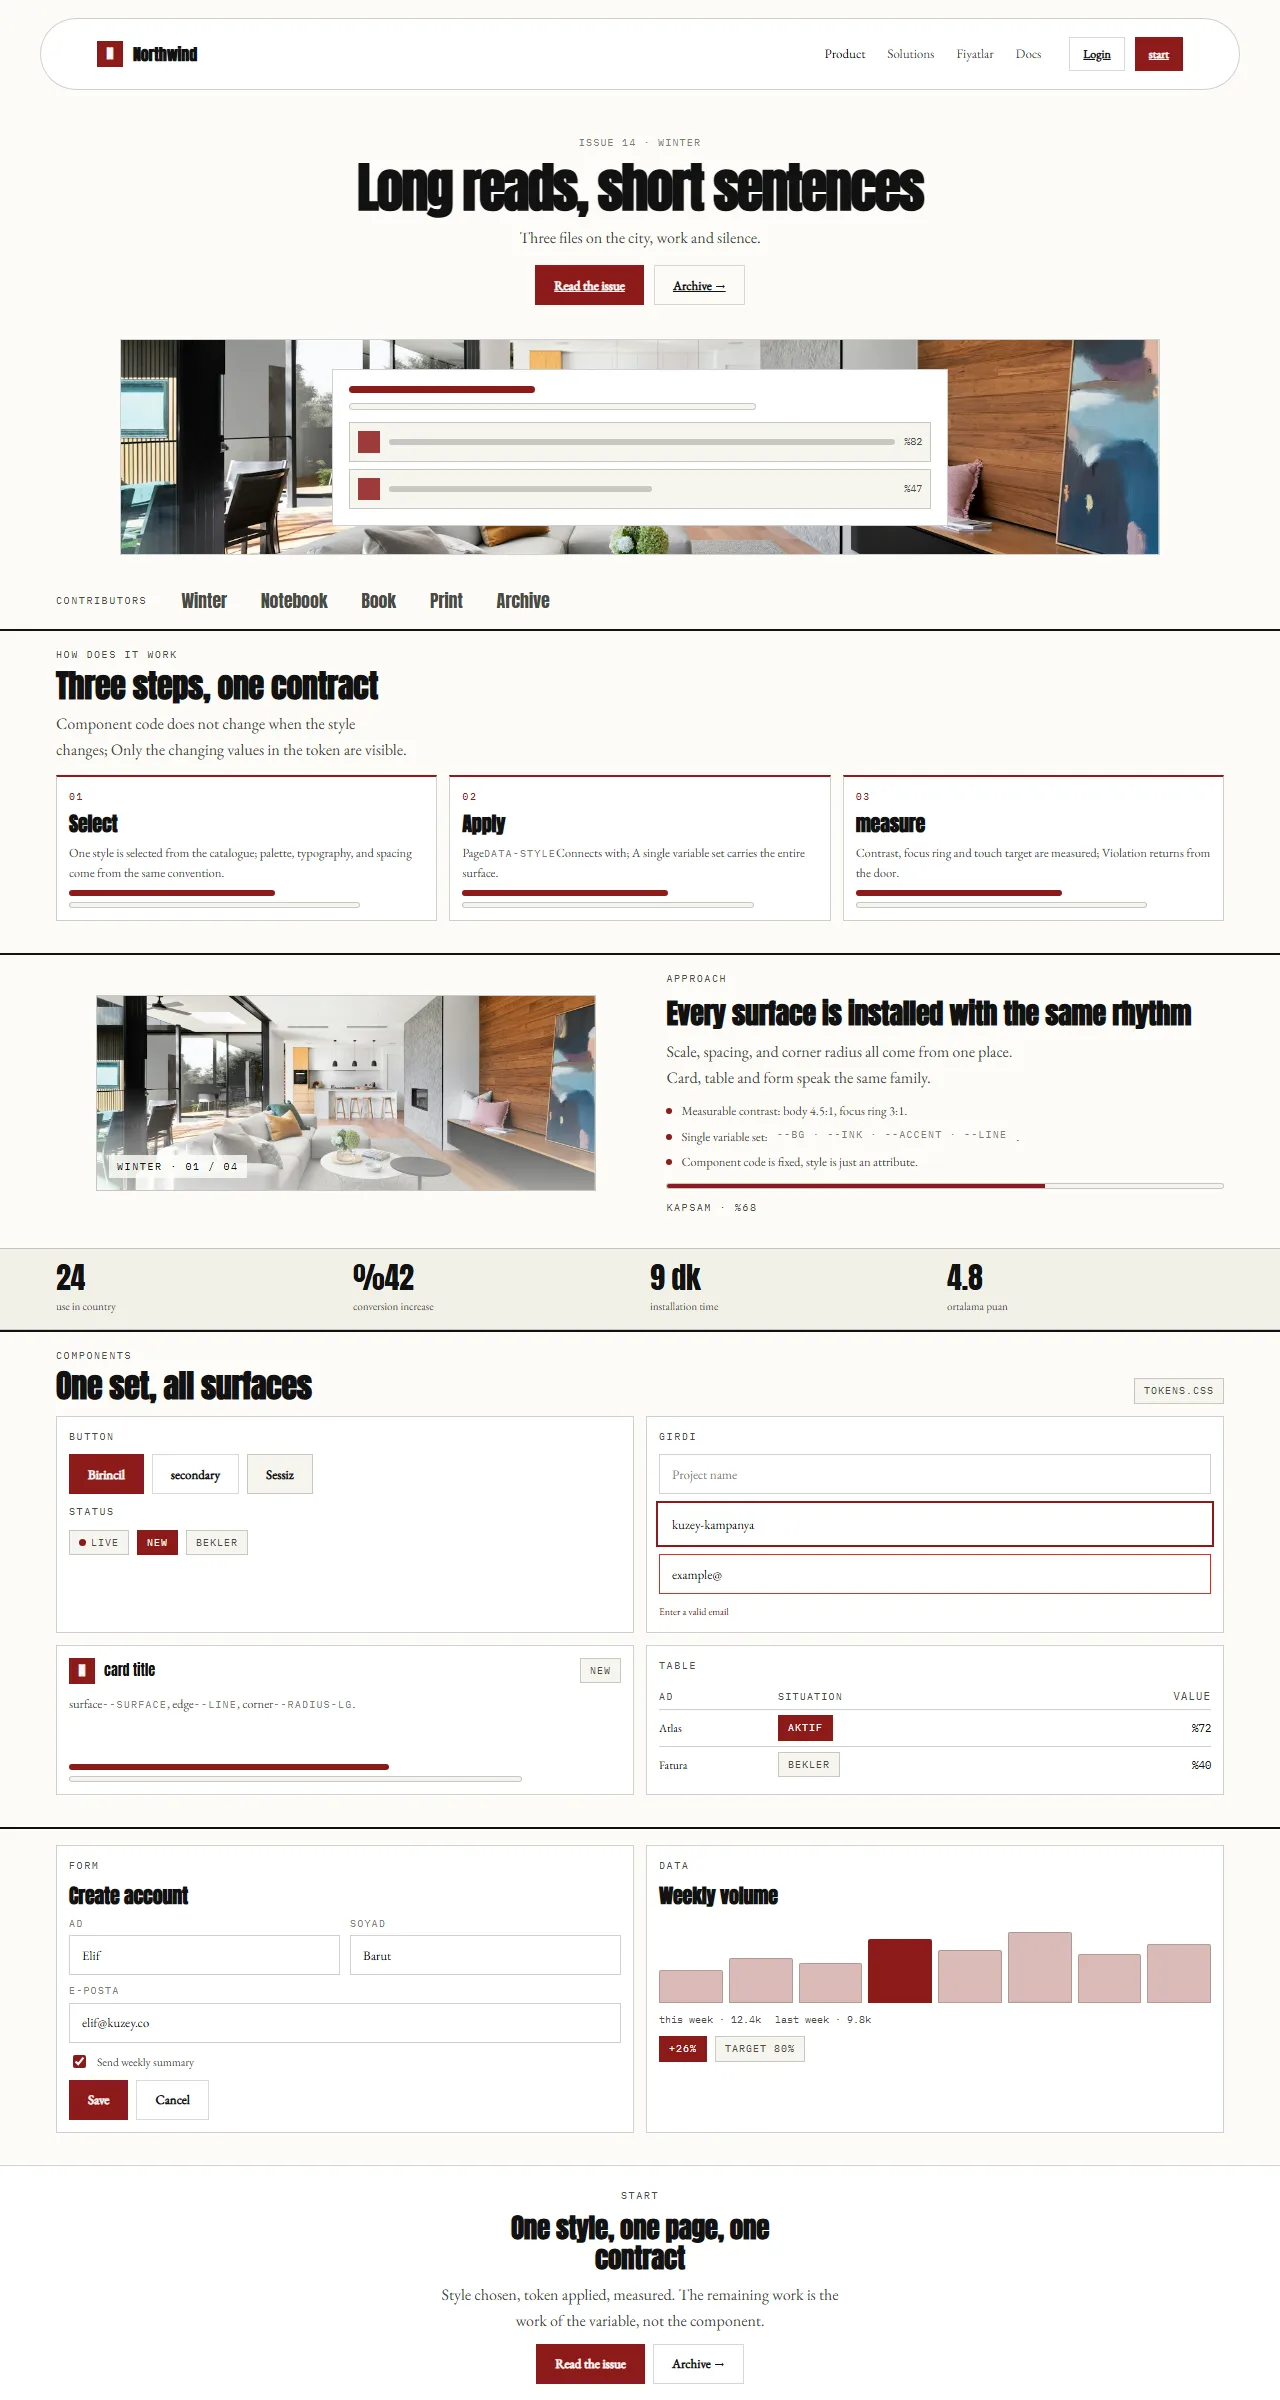 Northwind
Product Solutions Fiyatlar Docs Login start
ISSUE 14 · WINTER
Long reads, short sentences
Three files on the city, work and silence.
Read the issue Archive →
%82
%47
CONTRIBUTORS Winter Notebook Book Print Archive
HOW DOES IT WORK
Three steps, one contract
Component code does not change when the style
changes; Only the changing values in the token are visible.
01
Select
One style is selected from the catalogue; palette, typography, and spacing
come from the same convention.
02
Apply
PageDATA-STYLEConnects with; A single variable set carries the entire
surface.
03
measure
Contrast, focus ring and touch target are measured; Violation returns from
the door.
WINTER · 01 / 04
APPROACH
Every surface is installed with the same rhythm
Scale, spacing, and corner radius all come from one place.
Card, table and form speak the same family.
Measurable contrast: body 4.5:1, focus ring 3:1.
Single variable set: --BG · --INK · --ACCENT · --LINE .
Component code is fixed, style is just an attribute.
KAPSAM · %68
24
use in country
%42
conversion increase
9 dk
installation time
4.8
ortalama puan
COMPONENTS
One set, all surfaces
TOKENS.CSS
BUTTON
Birincil secondary Sessiz
STATUS
LIVE NEW BEKLER
GIRDI
Project name
kuzey-kampanya
example@
Enter a valid email
card title NEW
surface--SURFACE, edge--LINE, corner--RADIUS-LG.
TABLE
AD SITUATION VALUE
Atlas AKTIF %72
Fatura BEKLER %40
FORM
Create account
AD SOYAD
Elif Barut
E-POSTA
elif@kuzey.co
Send weekly summary
Save Cancel
DATA
Weekly volume
this week · 12.4k last week · 9.8k
+26% TARGET 80%
START
One style, one page, one
contract
Style chosen, token applied, measured. The remaining work is the
work of the variable, not the component.
Read the issue Archive →